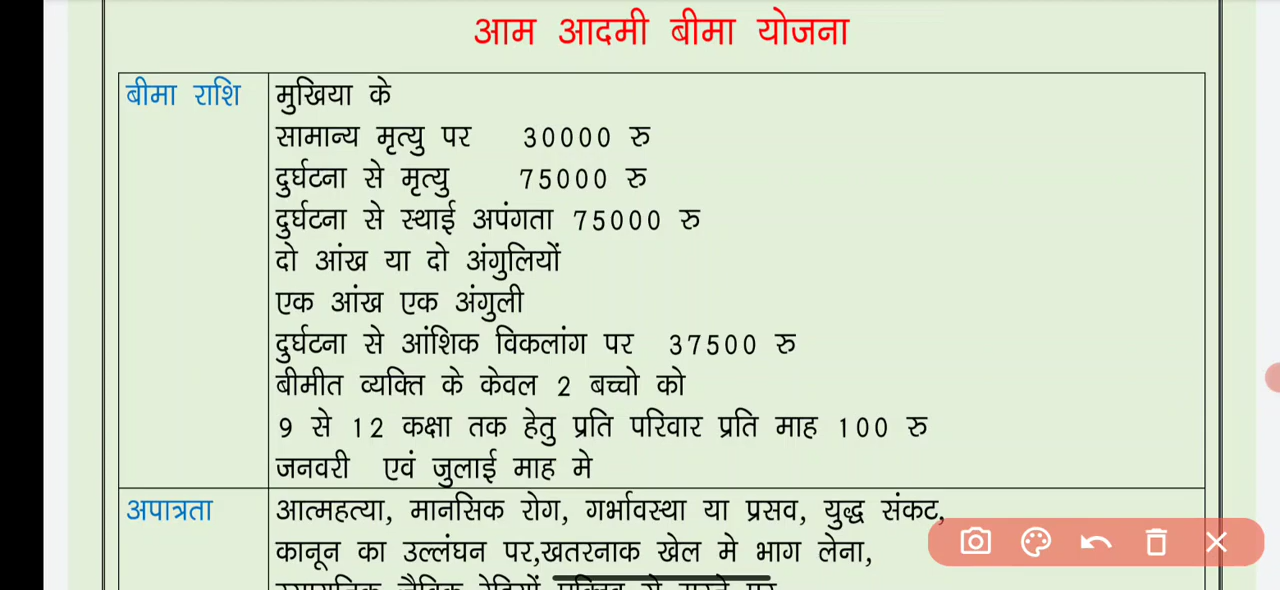 आम आदमी बीमा योजना
बीमा राशि
मुखिया के
सामान्य मृत्यु पर 30000 रु
दुर्घटना से मृत्यु 75000 रु
दुर्घटना से स्थाई अपंगता 75000 रु
दो आंख या दो अंगुलियों
एक आंख एक अंगुली
दुर्घटना से आंशिक विकलांग पर 37500 रु
बीमीत व्यक्ति के केवल 2 बच्चो को
9 से 12 कक्षा तक हेतु प्रति परिवार प्रति माह 100 रु
जनवरी एवं जुलाई माह मे
अपात्रता
आत्महत्या, मानसिक रोग, गर्भावस्था या प्रसव, युद्ध संकट,
कानून का उल्लंघन पर,खतरनाक खेल मे भाग लेना,